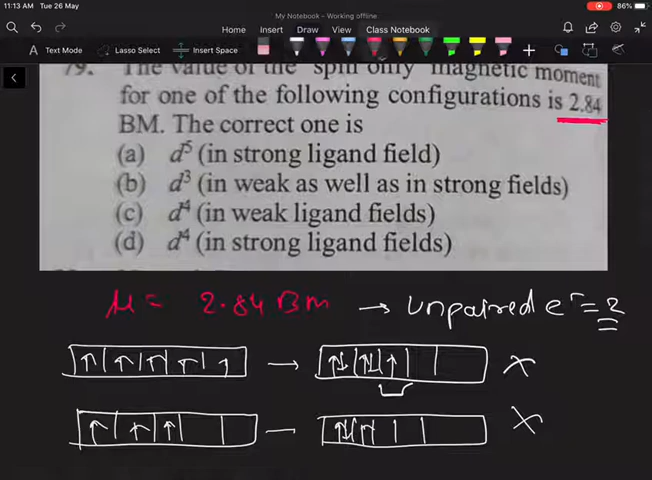 11:13 AM Tue 26 May
My Notebook - Working offline
86%
Home Insert Draw View Class Notebook
A Text Mode Lasso Select Insert Space
79. The value of the 'spin only' magnetic moment
for one of the following configurations is 2.84
BM. The correct one is
(a) d⁵ (in strong ligand field)
(b) d³ (in weak as well as in strong fields)
(c) d⁴ (in weak ligand fields)
(d) d⁴ (in strong ligand fields)
μ = 2.84 Bm → unpaired e⁻ = 2